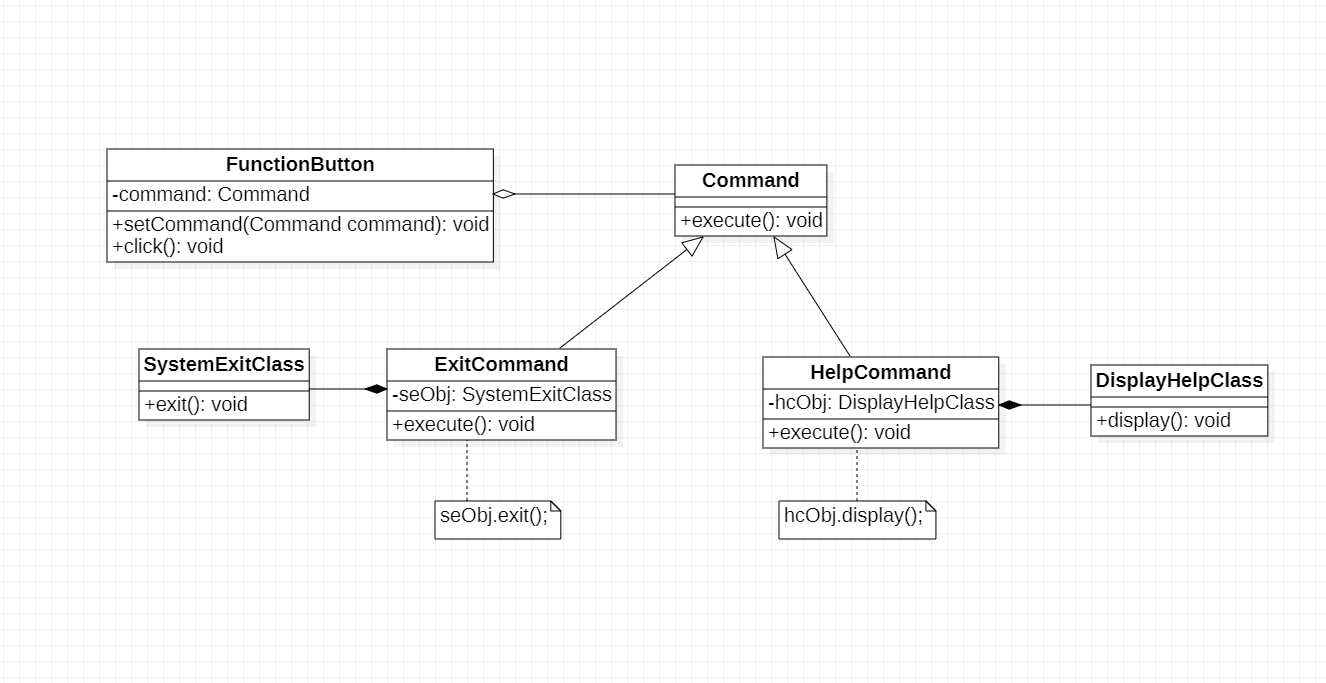 FunctionButton
-command: Command
+setCommand(Command command): void
+click(): void
Command
+execute(): void
SystemExitClass
+exit(): void
ExitCommand
-seObj: SystemExitClass
+execute(): void
HelpCommand
-hcObj: DisplayHelpClass
+execute(): void
DisplayHelpClass
+display(): void
seObj.exit();
hcObj.display();